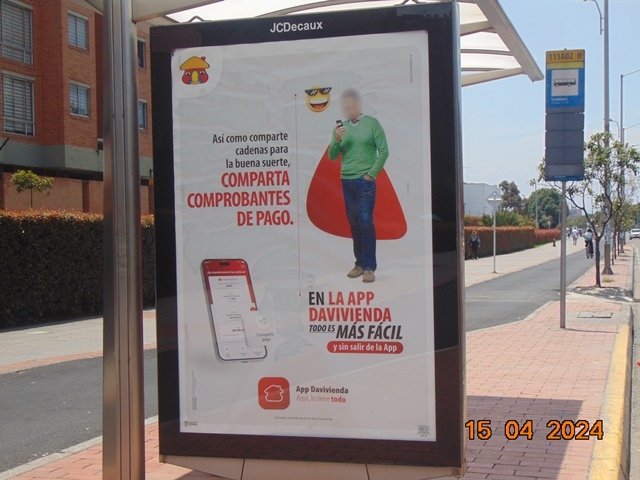 JCDecaux
111A02
Así como comparte
cadenas para
la buena suerte,
COMPARTA
COMPROBANTES
DE PAGO.
EN LA APP
DAVIVIENDA
TODO ES MÁS FÁCIL
y sin salir de la App
App Davivienda
Aquí, lo tiene todo
15 04 2024